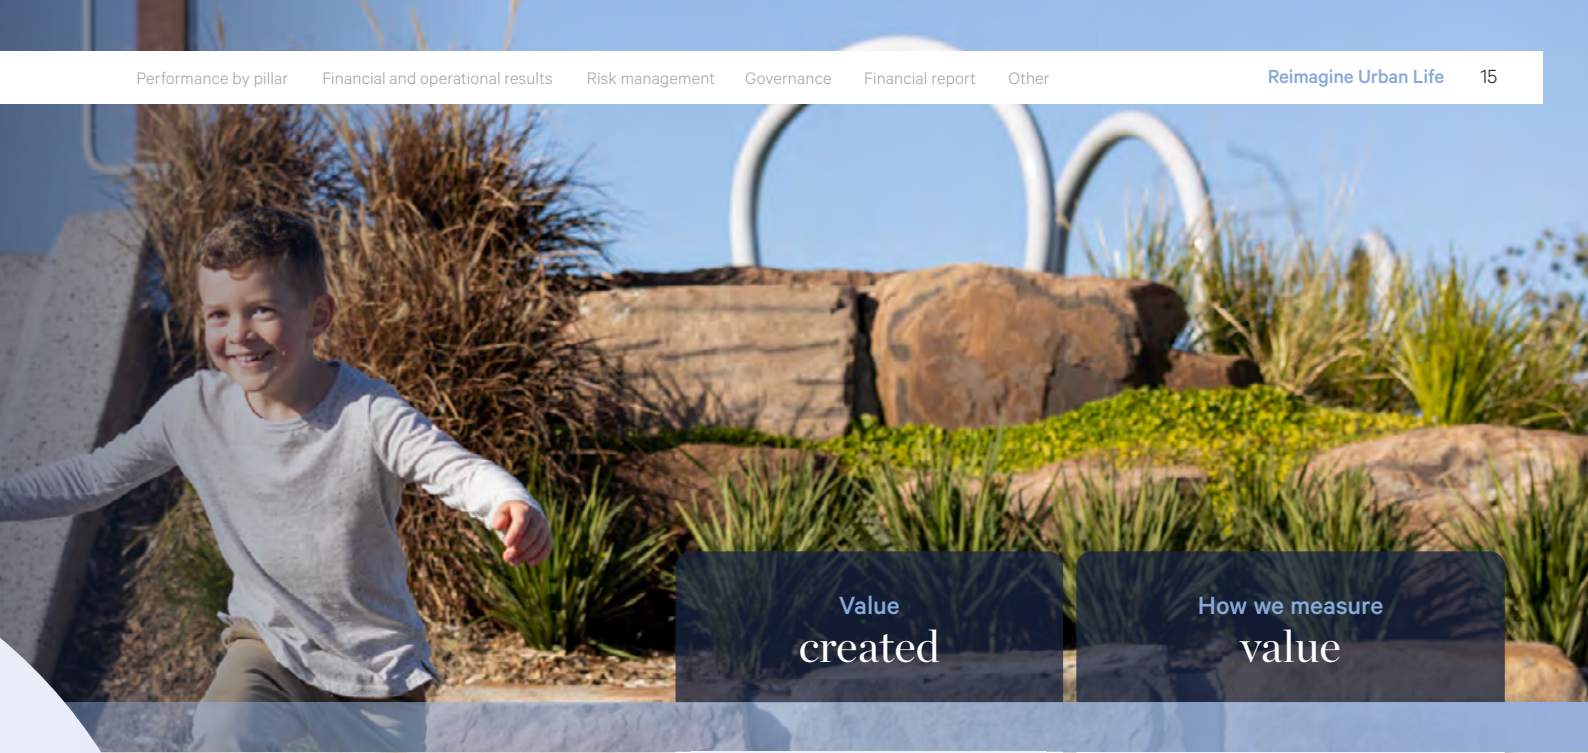 Performance by pillar Financial and operational results Risk management Governance Financial report Other Reimagine Urban Life 15
Value
created
How we measure
value